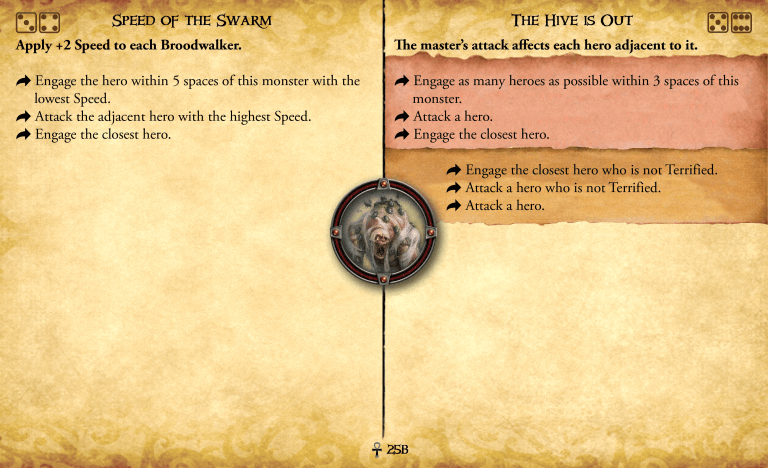 Speed of the Swarm
Apply +2 Speed to each Broodwalker.
Engage the hero within 5 spaces of this monster with the
lowest Speed.
Attack the adjacent hero with the highest Speed.
Engage the closest hero.
The Hive is Out
The master's attack affects each hero adjacent to it.
Engage as many heroes as possible within 3 spaces of this
monster.
Attack a hero.
Engage the closest hero.
Engage the closest hero who is not Terrified.
Attack a hero who is not Terrified.
Attack a hero.
25B